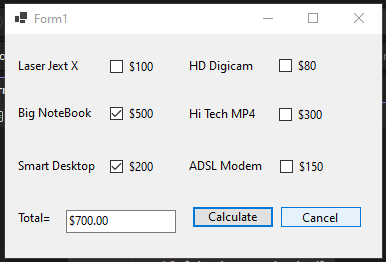 Form1
Laser Jext X $100 HD Digicam $80
Big NoteBook $500 Hi Tech MP4 $300
Smart Desktop $200 ADSL Modem $150
Total= $700.00 Calculate Cancel